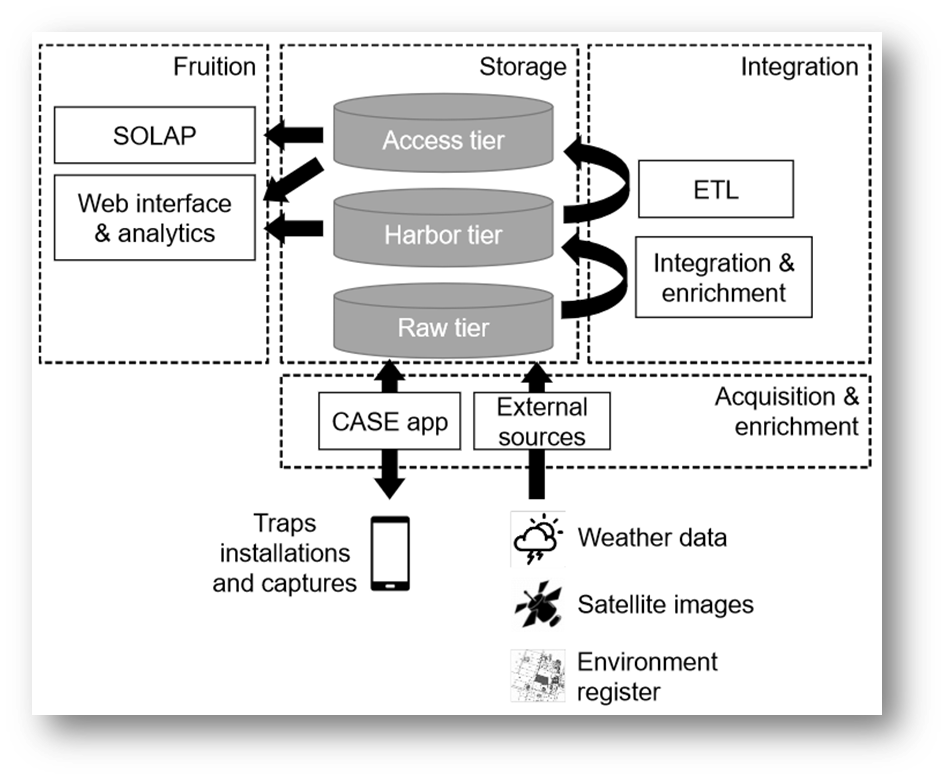 Fruition
Storage
Integration
SOLAP
Web interface
& analytics
Access tier
Harbor tier
Raw tier
ETL
Integration &
enrichment
Acquisition &
enrichment
CASE app
External
sources
Traps
installations
and captures
Weather data
Satellite images
Environment
register